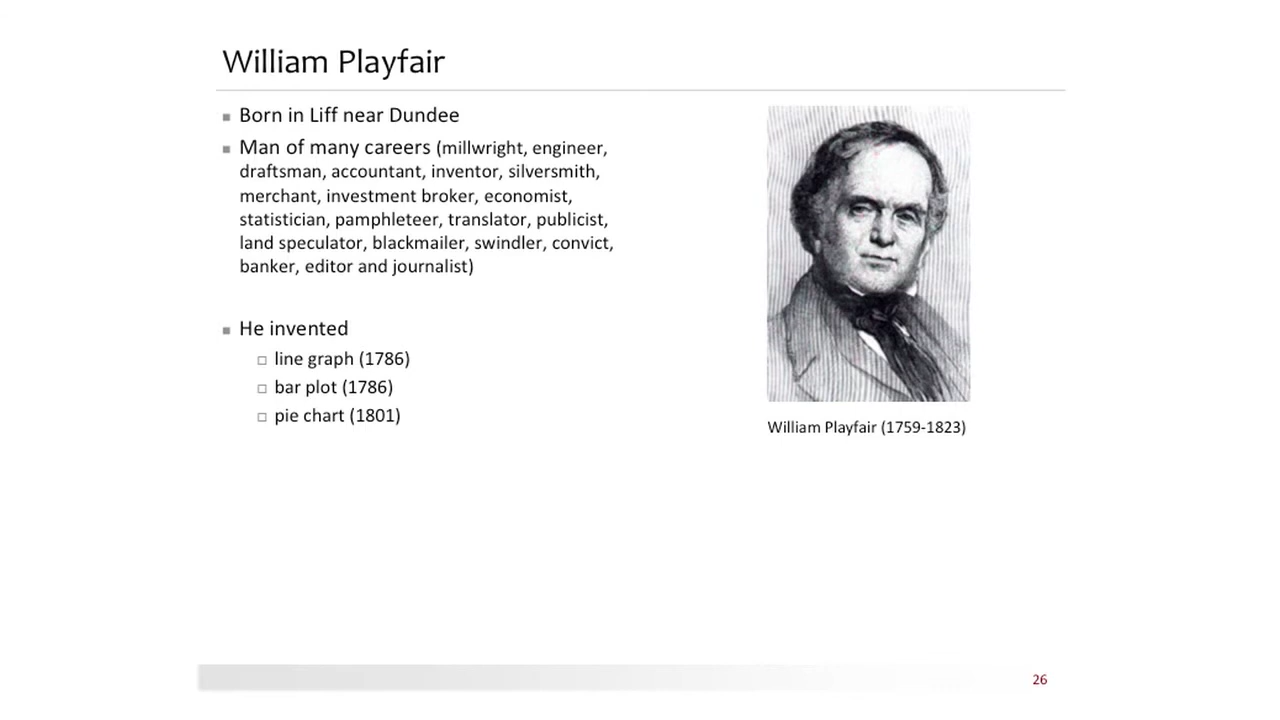 William Playfair
Born in Liff near Dundee
Man of many careers (millwright, engineer,
draftsman, accountant, inventor, silversmith,
merchant, investment broker, economist,
statistician, pamphleteer, translator, publicist,
land speculator, blackmailer, swindler, convict,
banker, editor and journalist)
He invented
line graph (1786)
bar plot (1786)
pie chart (1801)
William Playfair (1759-1823)
26